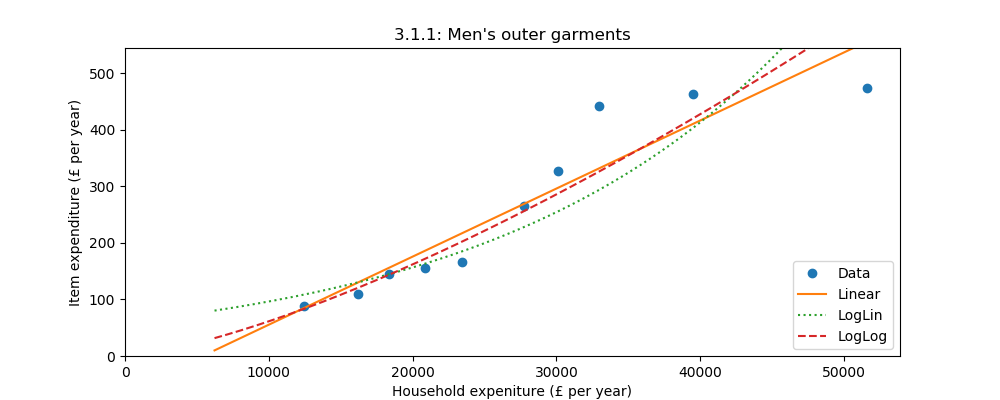 3.1.1: Men's outer garments
Item expenditure (£ per year)
500
400
300
200
100
0
0 10000 20000 30000 40000 50000
Household expeniture (£ per year)
Data
Linear
LogLin
LogLog